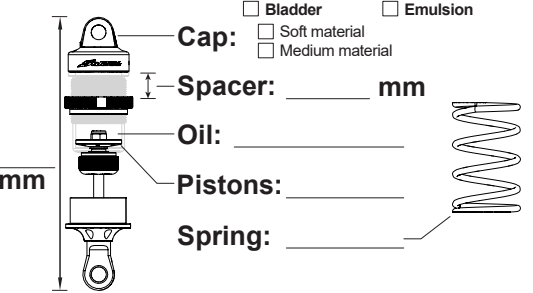 Bladder Emulsion
Cap: Soft material
Medium material
Spacer: mm
Oil:
mm
Pistons:
Spring: